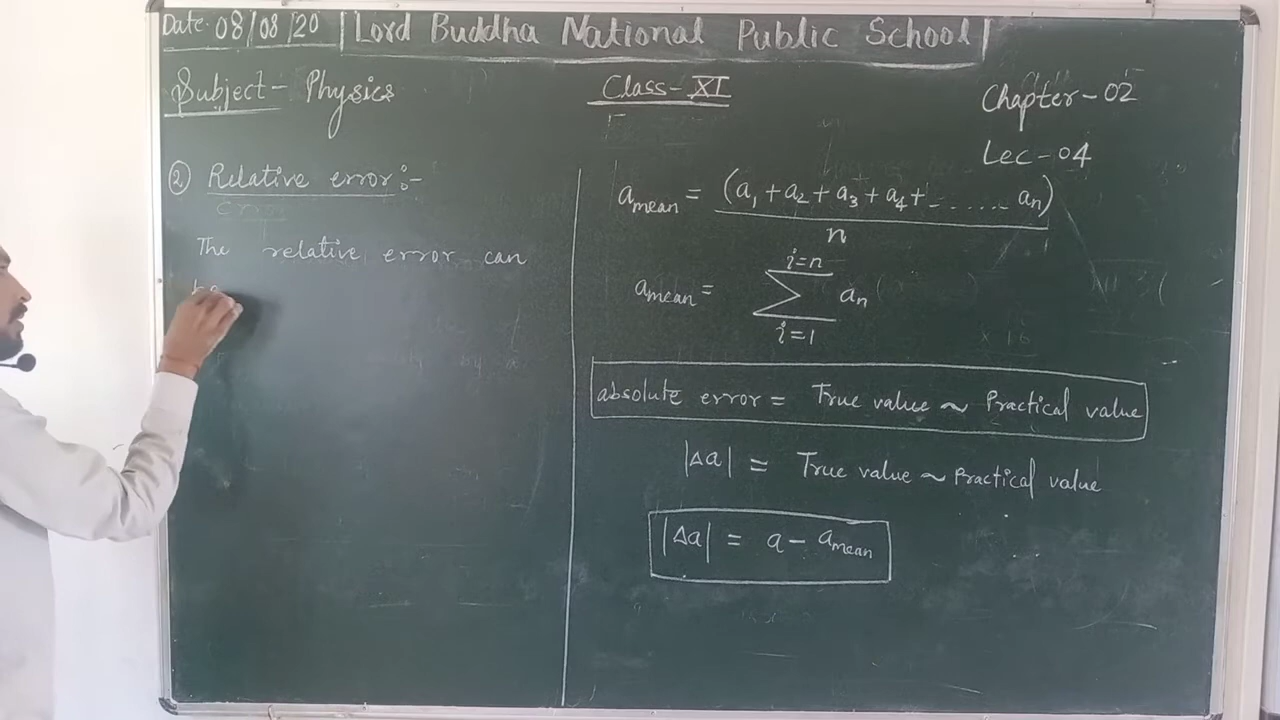 Date- 08/08/20 | Lord Buddha National Public School |
Subject- Physics
Class- XI
Chapter-02
Lec-04
② Relative error:-
The relative error can
be
a_mean = (a₁+a₂+a₃+a₄+-......aₙ)
n
i=n
a_mean = ∑ aₙ
i=1
absolute error = True value ~ Practical value
|Δa| = True value ~ Practical value
|Δa| = a - a_mean